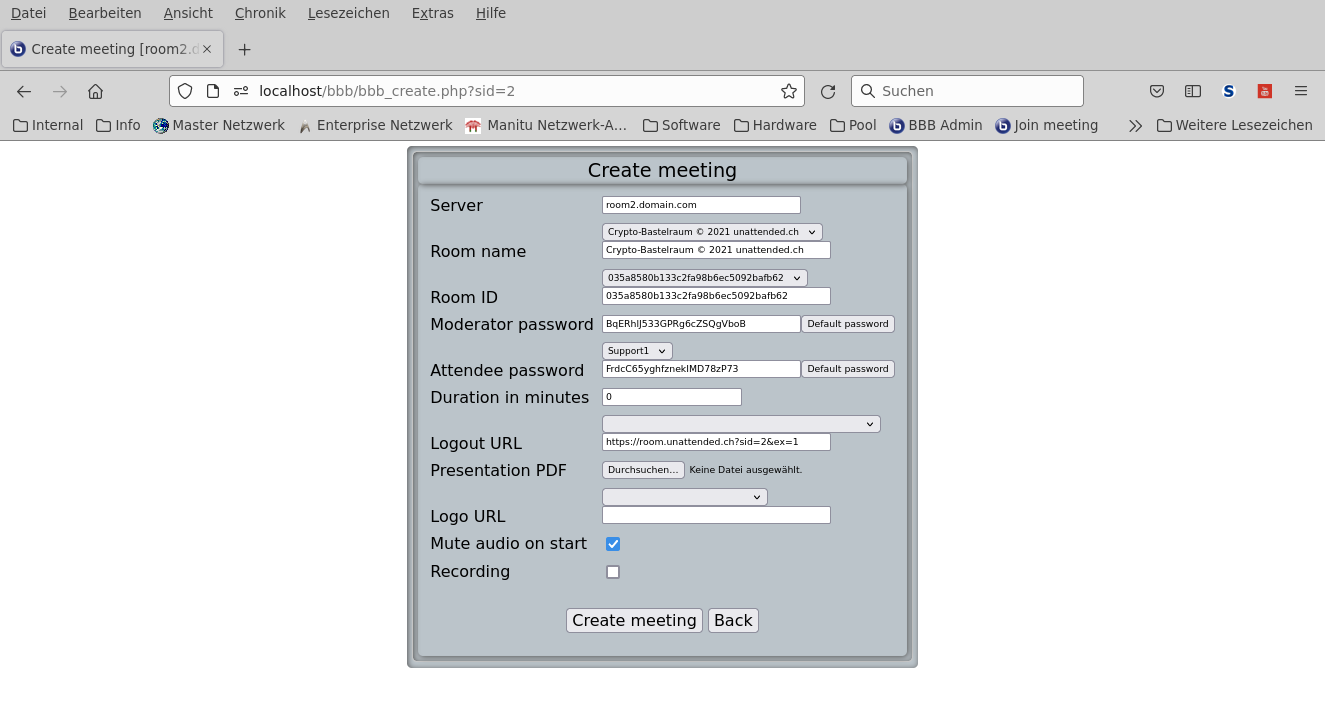 Datei Bearbeiten Ansicht Chronik Lesezeichen Extras Hilfe
Create meeting [room2.d
localhost/bbb/bbb_create.php?sid=2
Suchen
Internal Info Master Netzwerk Enterprise Netzwerk Manitu Netzwerk-A... Software Hardware Pool BBB Admin Join meeting Weitere Lesezeichen
Create meeting
Server room2.domain.com
Crypto-Bastelraum © 2021 unattended.ch
Room name Crypto-Bastelraum © 2021 unattended.ch
035a8580b133c2fa98b6ec5092bafb62
Room ID 035a8580b133c2fa98b6ec5092bafb62
Moderator password BqERhlJ533GPRg6cZSQgVboB Default password
Support1
Attendee password FrdcC65yghfzneklMD78zP73 Default password
Duration in minutes 0
Logout URL https://room.unattended.ch?sid=2&ex=1
Presentation PDF Durchsuchen... Keine Datei ausgewählt.
Logo URL
Mute audio on start
Recording
Create meeting Back